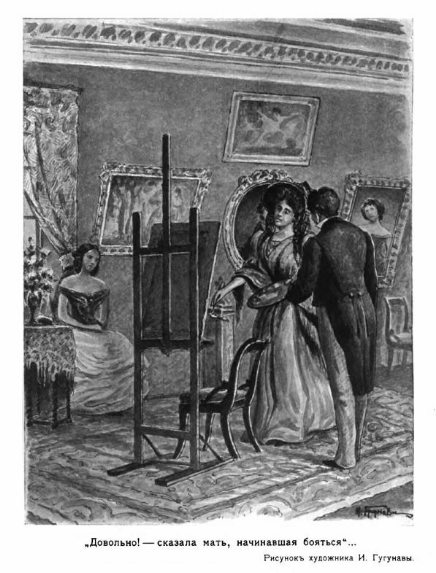 „Довольно! — сказала мать, начинавшая бояться“...
Рисунокъ художника И. Гугунавы.